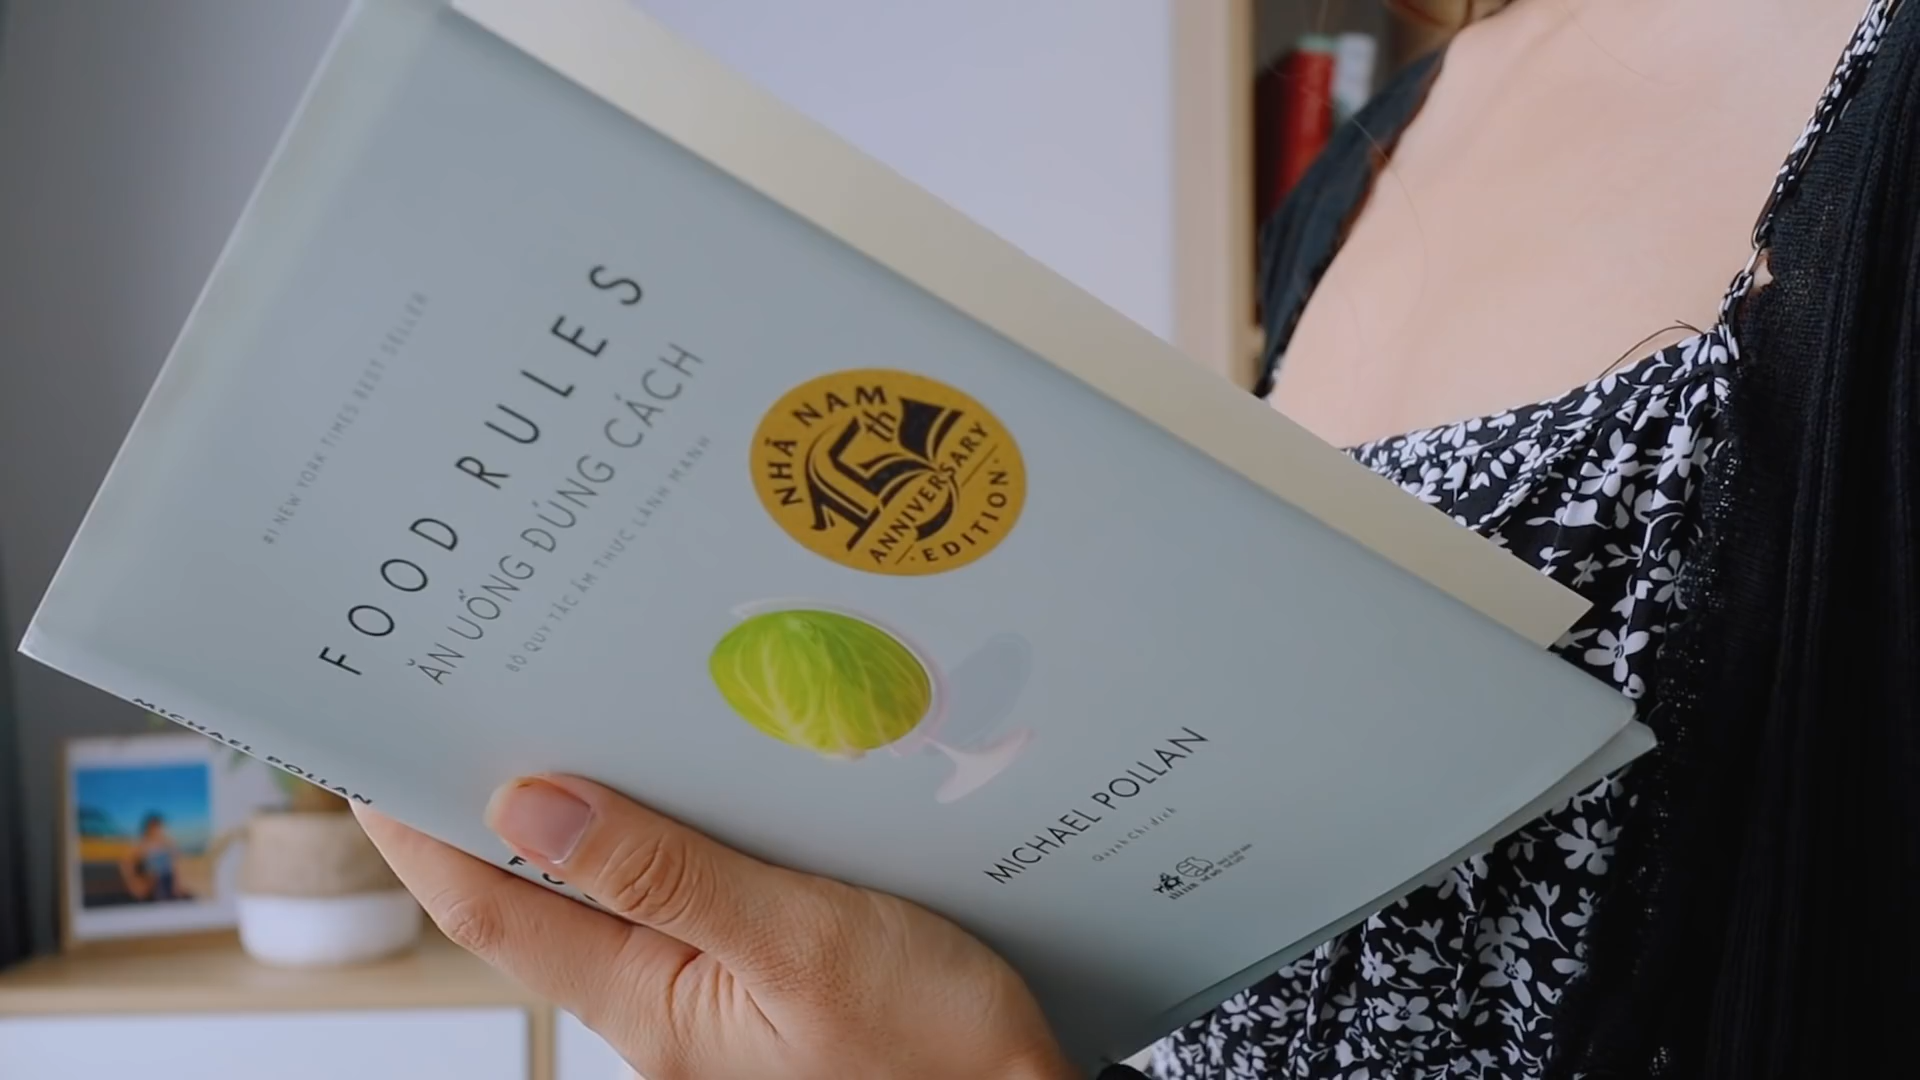 #1 NEW YORK TIMES BEST SELLER
FOOD RULES
ĂN UỐNG ĐÚNG CÁCH
BỘ QUY TẮC ẨM THỰC LÀNH MẠNH
NHÃ NAM
15th
ANNIVERSARY
· EDITION ·
MICHAEL POLLAN
Quỳnh Chi dịch
MICHAEL POLLAN